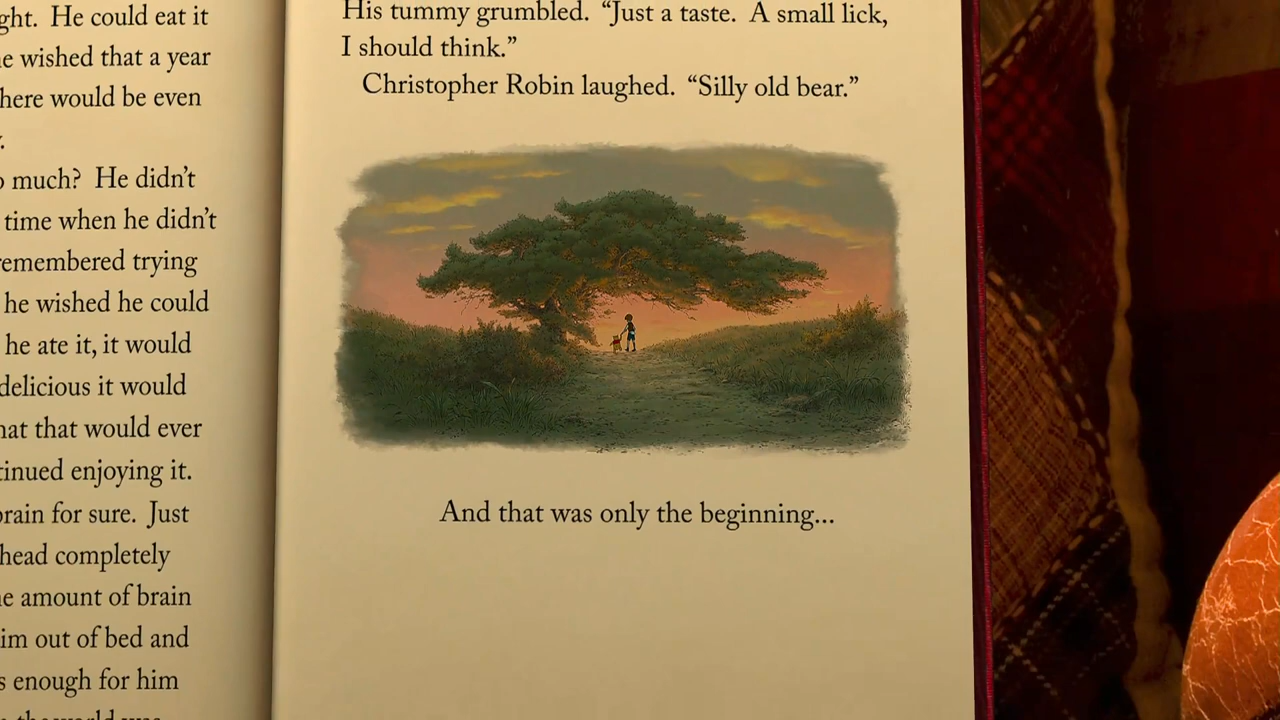 ght. He could eat it
e wished that a year
here would be even
o much? He didn't
time when he didn't
remembered trying
he wished he could
he ate it, it would
delicious it would
hat that would ever
tinued enjoying it.
brain for sure. Just
head completely
e amount of brain
im out of bed and
s enough for him
His tummy grumbled. “Just a taste. A small lick,
I should think.”
Christopher Robin laughed. “Silly old bear.”
And that was only the beginning...